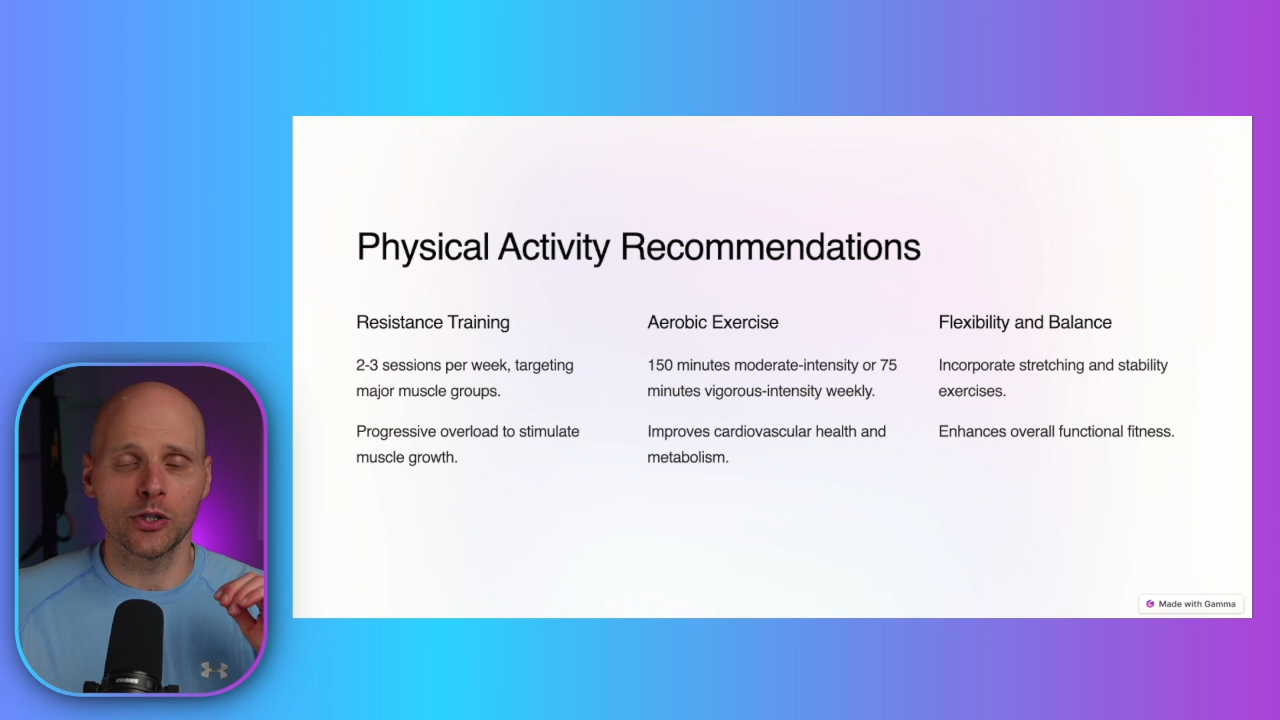 Physical Activity Recommendations
Resistance Training
2-3 sessions per week, targeting
major muscle groups.
Progressive overload to stimulate
muscle growth.
Aerobic Exercise
150 minutes moderate-intensity or 75
minutes vigorous-intensity weekly.
Improves cardiovascular health and
metabolism.
Flexibility and Balance
Incorporate stretching and stability
exercises.
Enhances overall functional fitness.
Made with Gamma